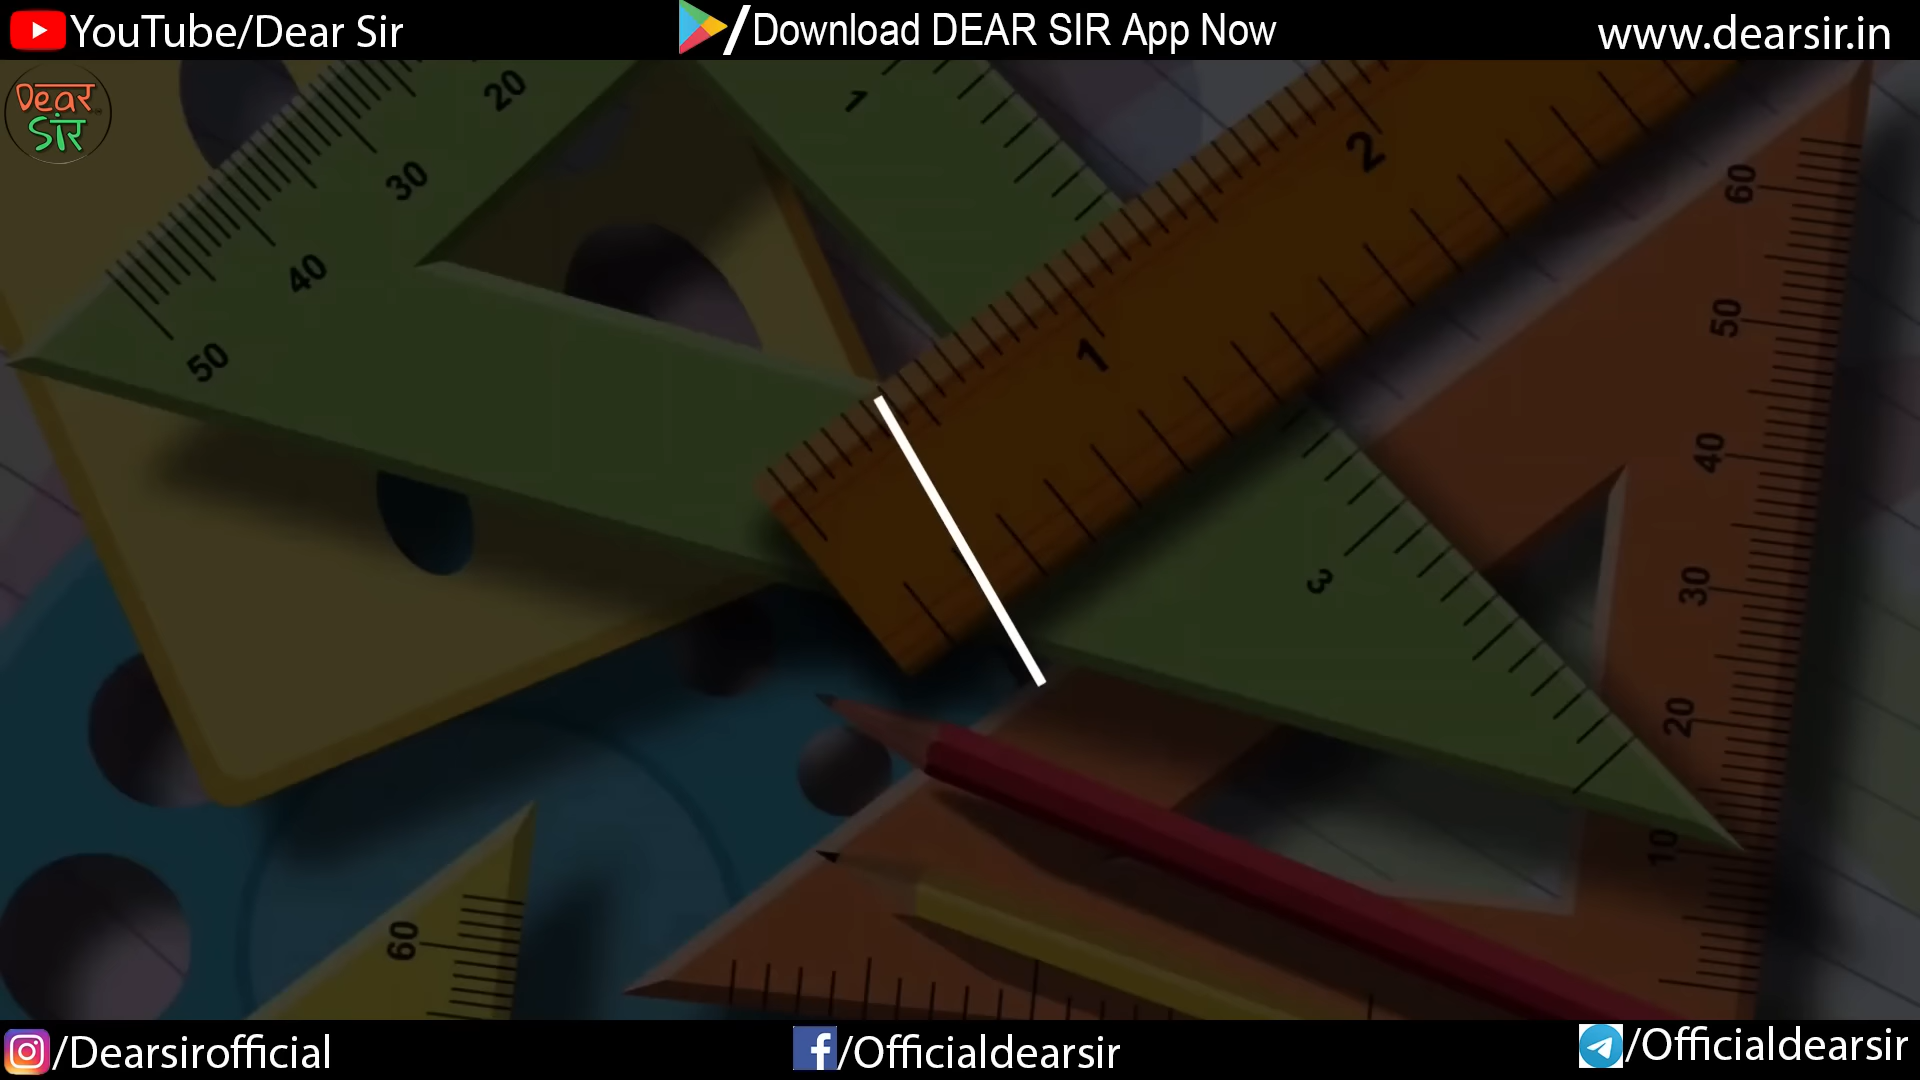 YouTube/Dear Sir
/Download DEAR SIR App Now
www.dearsir.in
Dear
सिर
20
30
40
50
1
2
1
3
60
50
40
30
20
10
60
/Dearsirofficial
/Officialdearsir
/Officialdearsir